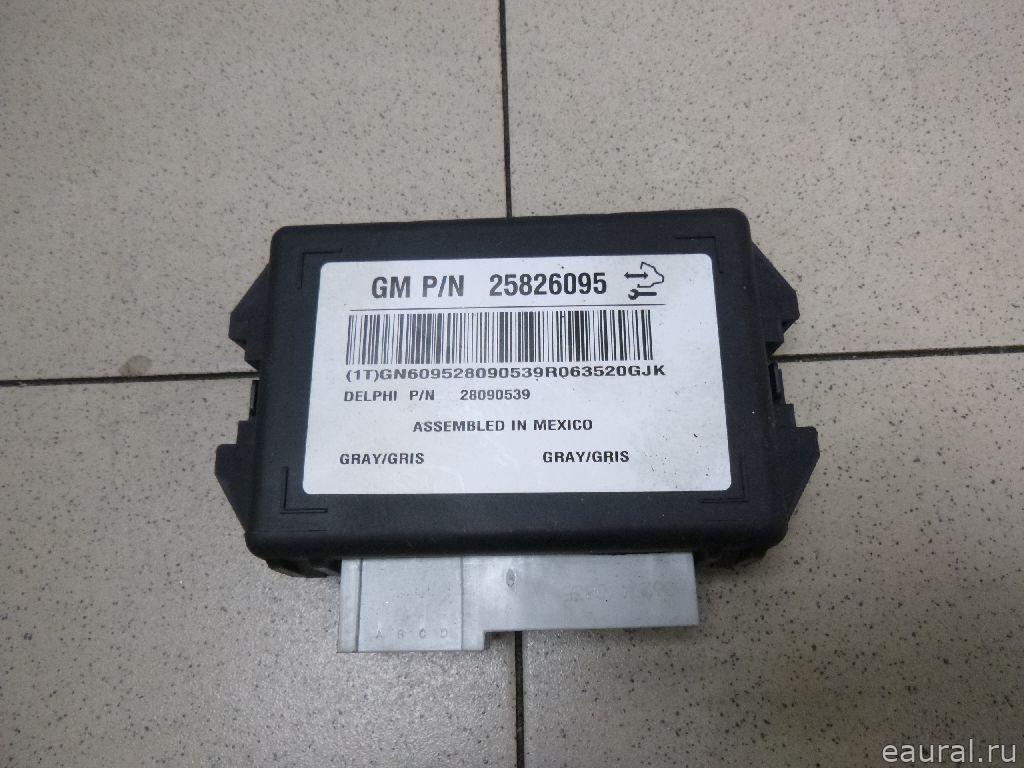 GM P/N 25826095
(1T)GN609528090539R063520GJK
DELPHI P/N 28090539
ASSEMBLED IN MEXICO
GRAY/GRIS GRAY/GRIS
A B C D
eaural.ru